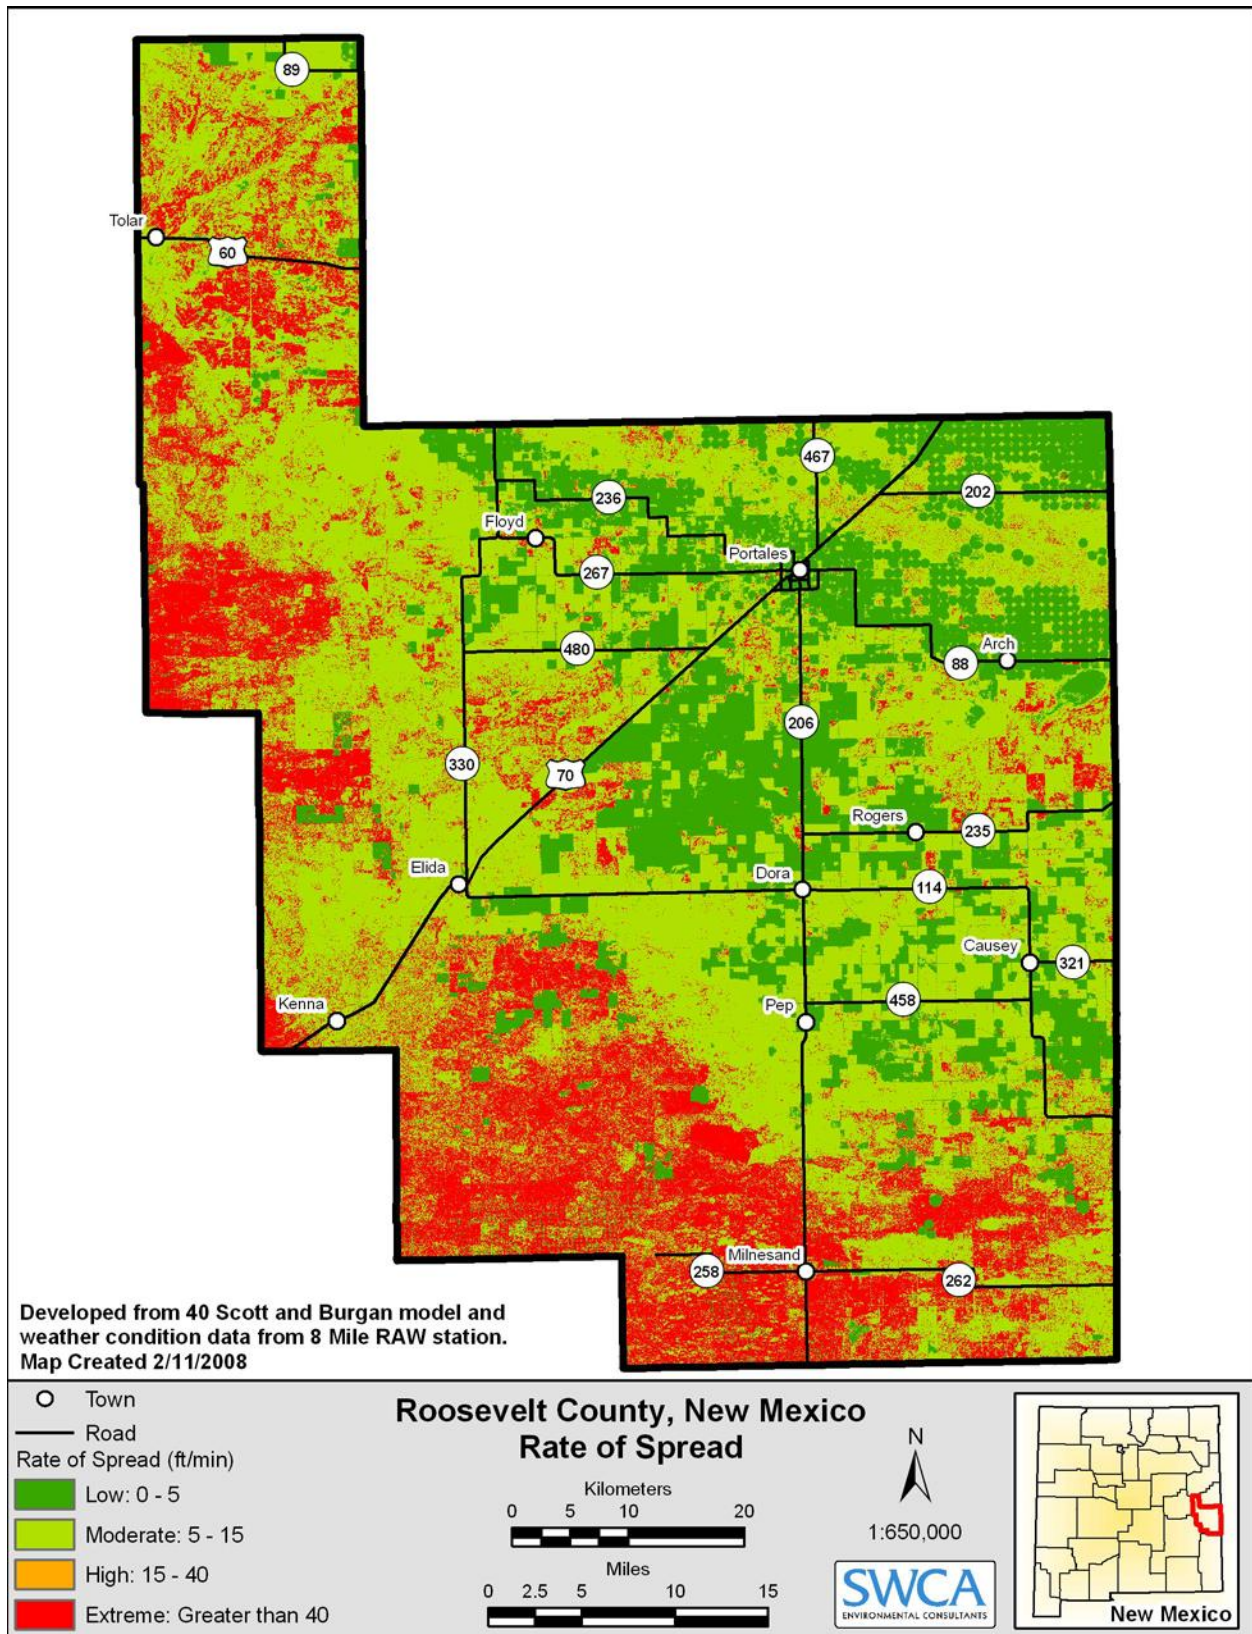 89
Tolar
60
467
202
236
Floyd
Portales
267
Arch
480
88
206
330
70
Rogers
235
Elida
Dora
114
Causey
321
Kenna
Pep
458
Milnesand
258
262
Developed from 40 Scott and Burgan model and
weather condition data from 8 Mile RAW station.
Map Created 2/11/2008
Town
Road
Rate of Spread (ft/min)
Low: 0 - 5
Moderate: 5 - 15
High: 15 - 40
Extreme: Greater than 40
Roosevelt County, New Mexico
Rate of Spread
Kilometers
0 5 10 20
Miles
0 2.5 5 10 15
N
1:650,000
SWCA
ENVIRONMENTAL CONSULTANTS
New Mexico